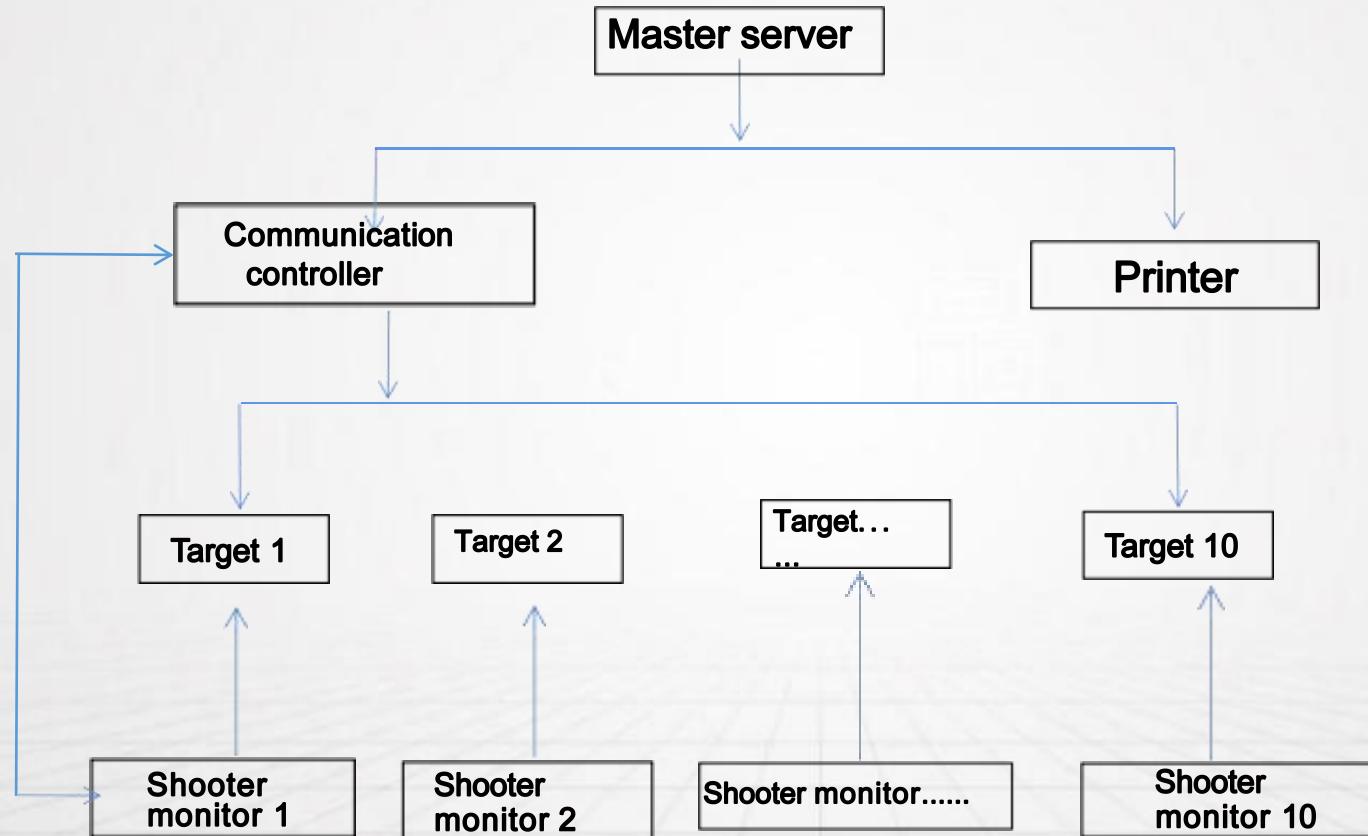 Master server
Communication
controller
Printer
Target 1
Target 2
Target...
...
Target 10
Shooter
monitor 1
Shooter
monitor 2
Shooter monitor......
Shooter
monitor 10